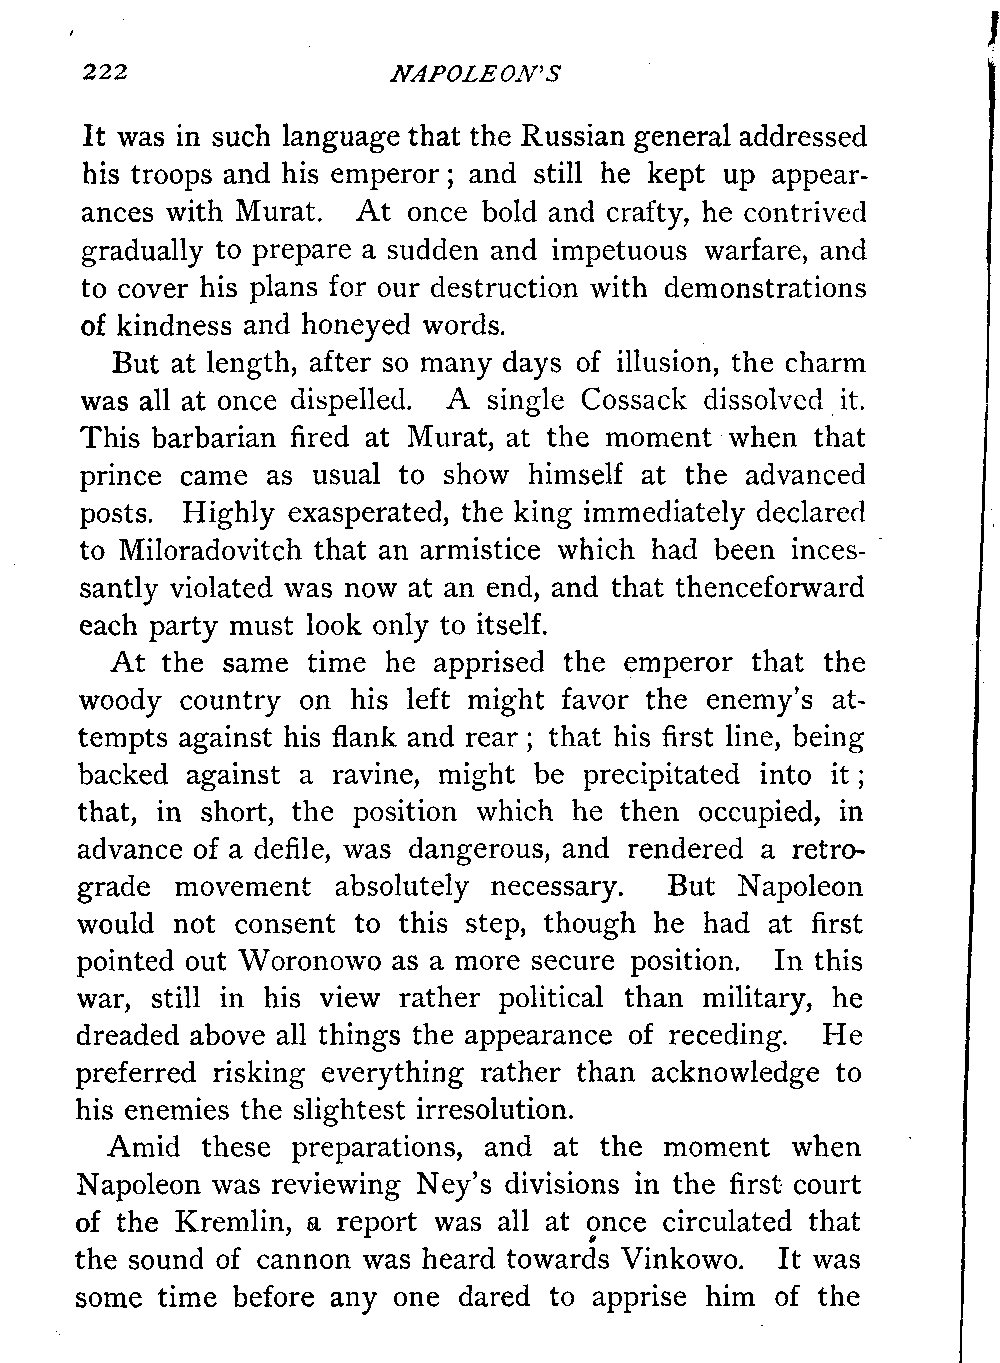 222 NAPOLEON'S
It was in such language that the Russian general addressed
his troops and his emperor; and still he kept up appear-
ances with Murat. At once bold and crafty, he contrived
gradually to prepare a sudden and impetuous warfare, and
to cover his plans for our destruction with demonstrations
of kindness and honeyed words.
But at length, after so many days of illusion, the charm
was all at once dispelled. A single Cossack dissolved it.
This barbarian fired at Murat, at the moment when that
prince came as usual to show himself at the advanced
posts. Highly exasperated, the king immediately declared
to Miloradovitch that an armistice which had been inces-
santly violated was now at an end, and that thenceforward
each party must look only to itself.
At the same time he apprised the emperor that the
woody country on his left might favor the enemy's at-
tempts against his flank and rear; that his first line, being
backed against a ravine, might be precipitated into it;
that, in short, the position which he then occupied, in
advance of a defile, was dangerous, and rendered a retro-
grade movement absolutely necessary. But Napoleon
would not consent to this step, though he had at first
pointed out Woronowo as a more secure position. In this
war, still in his view rather political than military, he
dreaded above all things the appearance of receding. He
preferred risking everything rather than acknowledge to
his enemies the slightest irresolution.
Amid these preparations, and at the moment when
Napoleon was reviewing Ney's divisions in the first court
of the Kremlin, a report was all at once circulated that
the sound of cannon was heard towards Vinkowo. It was
some time before any one dared to apprise him of the